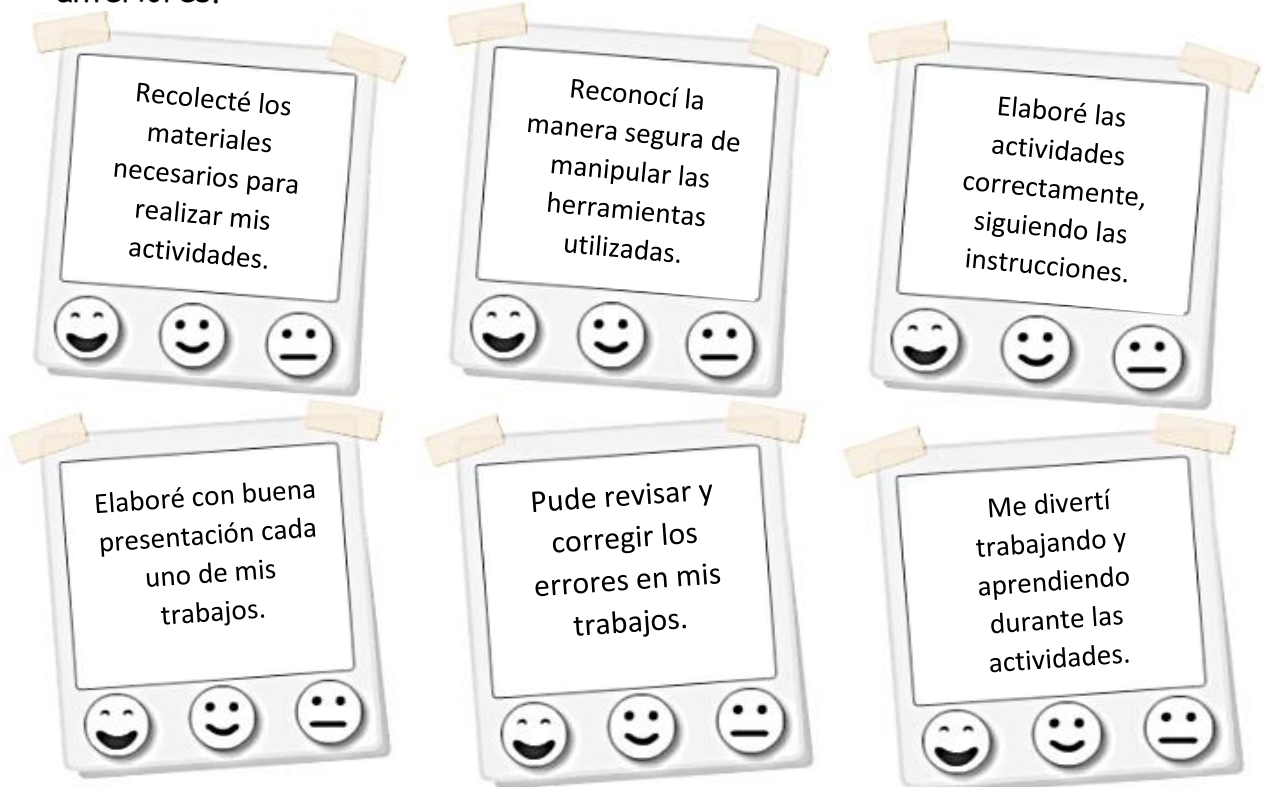 anteriores.
Recolecté los
materiales
necesarios para
realizar mis
actividades.
Reconocí la
manera segura de
manipular las
herramientas
utilizadas.
Elaboré las
actividades
correctamente,
siguiendo las
instrucciones.
Elaboré con buena
presentación cada
uno de mis
trabajos.
Pude revisar y
corregir los
errores en mis
trabajos.
Me divertí
trabajando y
aprendiendo
durante las
actividades.